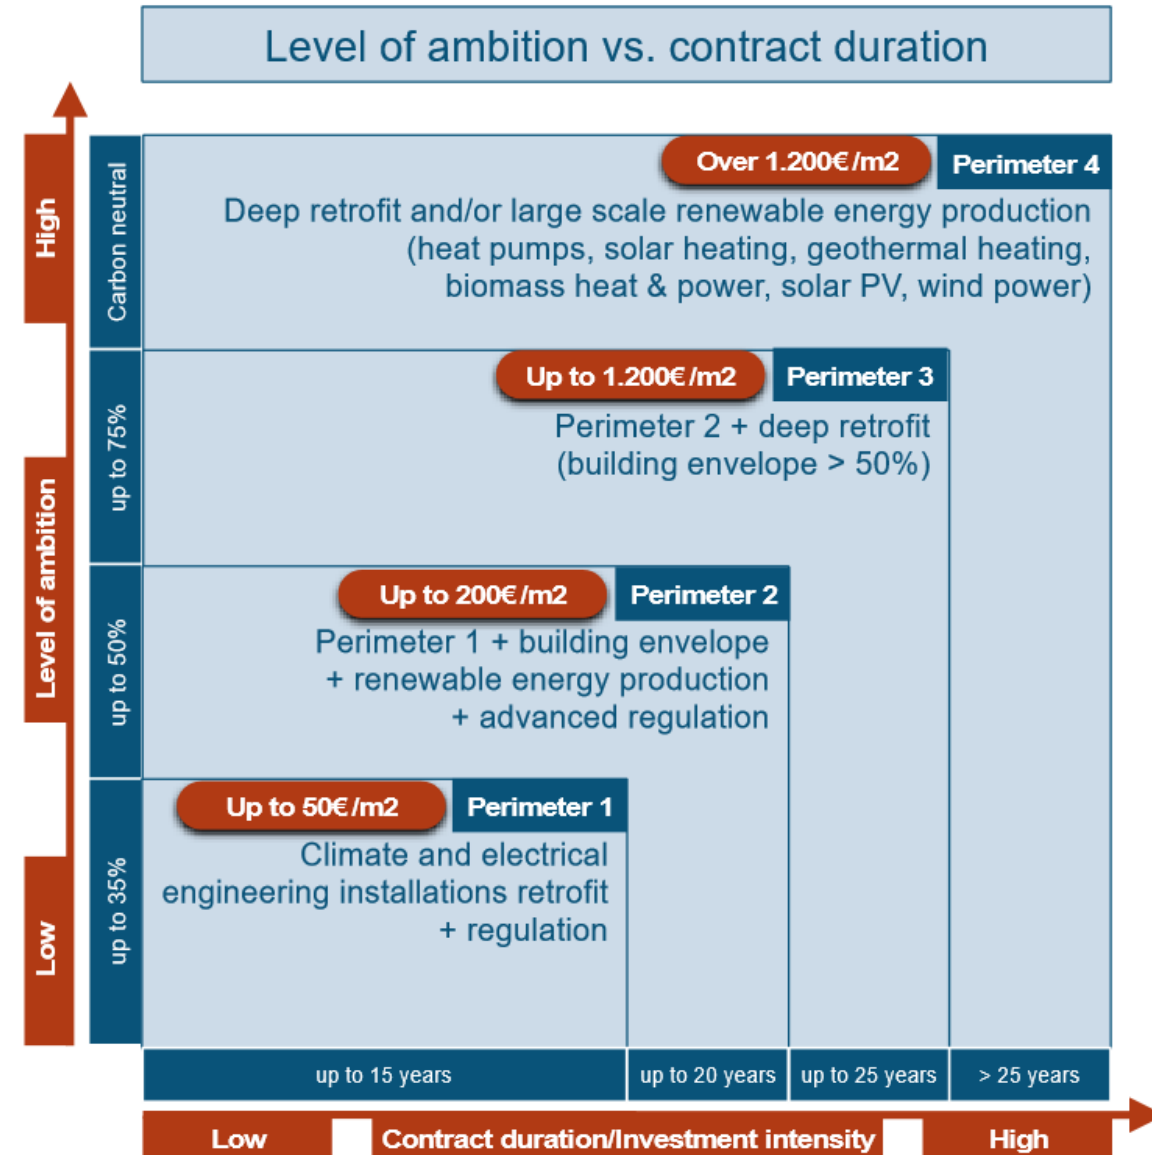 Level of ambition vs. contract duration
High
Level of ambition
Low
Carbon neutral
up to 75%
up to 50%
up to 35%
Over 1.200€/m2
Perimeter 4
Deep retrofit and/or large scale renewable energy production
(heat pumps, solar heating, geothermal heating,
biomass heat & power, solar PV, wind power)
Up to 1.200€/m2
Perimeter 3
Perimeter 2 + deep retrofit
(building envelope > 50%)
Up to 200€/m2
Perimeter 2
Perimeter 1 + building envelope
+ renewable energy production
+ advanced regulation
Up to 50€/m2
Perimeter 1
Climate and electrical
engineering installations retrofit
+ regulation
up to 15 years
up to 20 years
up to 25 years
> 25 years
Low
Contract duration/Investment intensity
High